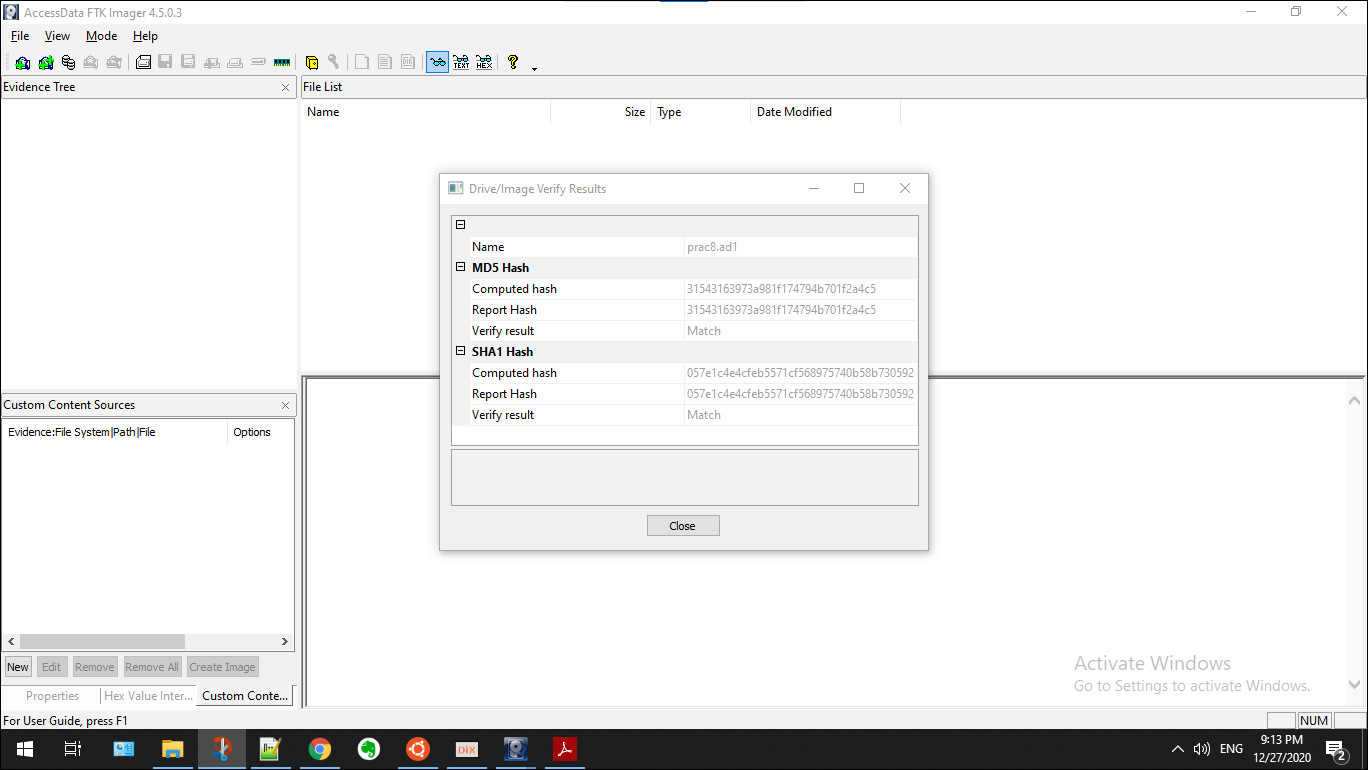 AccessData FTK Imager 4.5.0.3
File View Mode Help
TEXT HEX ?
Evidence Tree
File List
Name Size Type Date Modified
Drive/Image Verify Results
Name prac8.ad1
MD5 Hash
Computed hash 31543163973a981f174794b701f2a4c5
Report Hash 31543163973a981f174794b701f2a4c5
Verify result Match
SHA1 Hash
Computed hash 057e1c4e4cfeb5571cf568975740b58b730592
Report Hash 057e1c4e4cfeb5571cf568975740b58b730592
Verify result Match
Close
Custom Content Sources
Evidence:File System|Path|File Options
New Edit Remove Remove All Create Image
Properties Hex Value Inter... Custom Conte...
Activate Windows
Go to Settings to activate Windows.
For User Guide, press F1
NUM
DiX
ENG
9:13 PM
12/27/2020
2